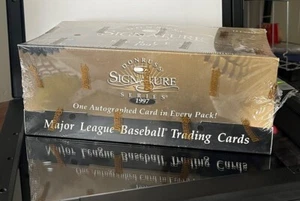 DONRUSS
SIGNATURE
SERIES
1997
One Autographed Card in Every Pack!
Major League Baseball Trading Cards